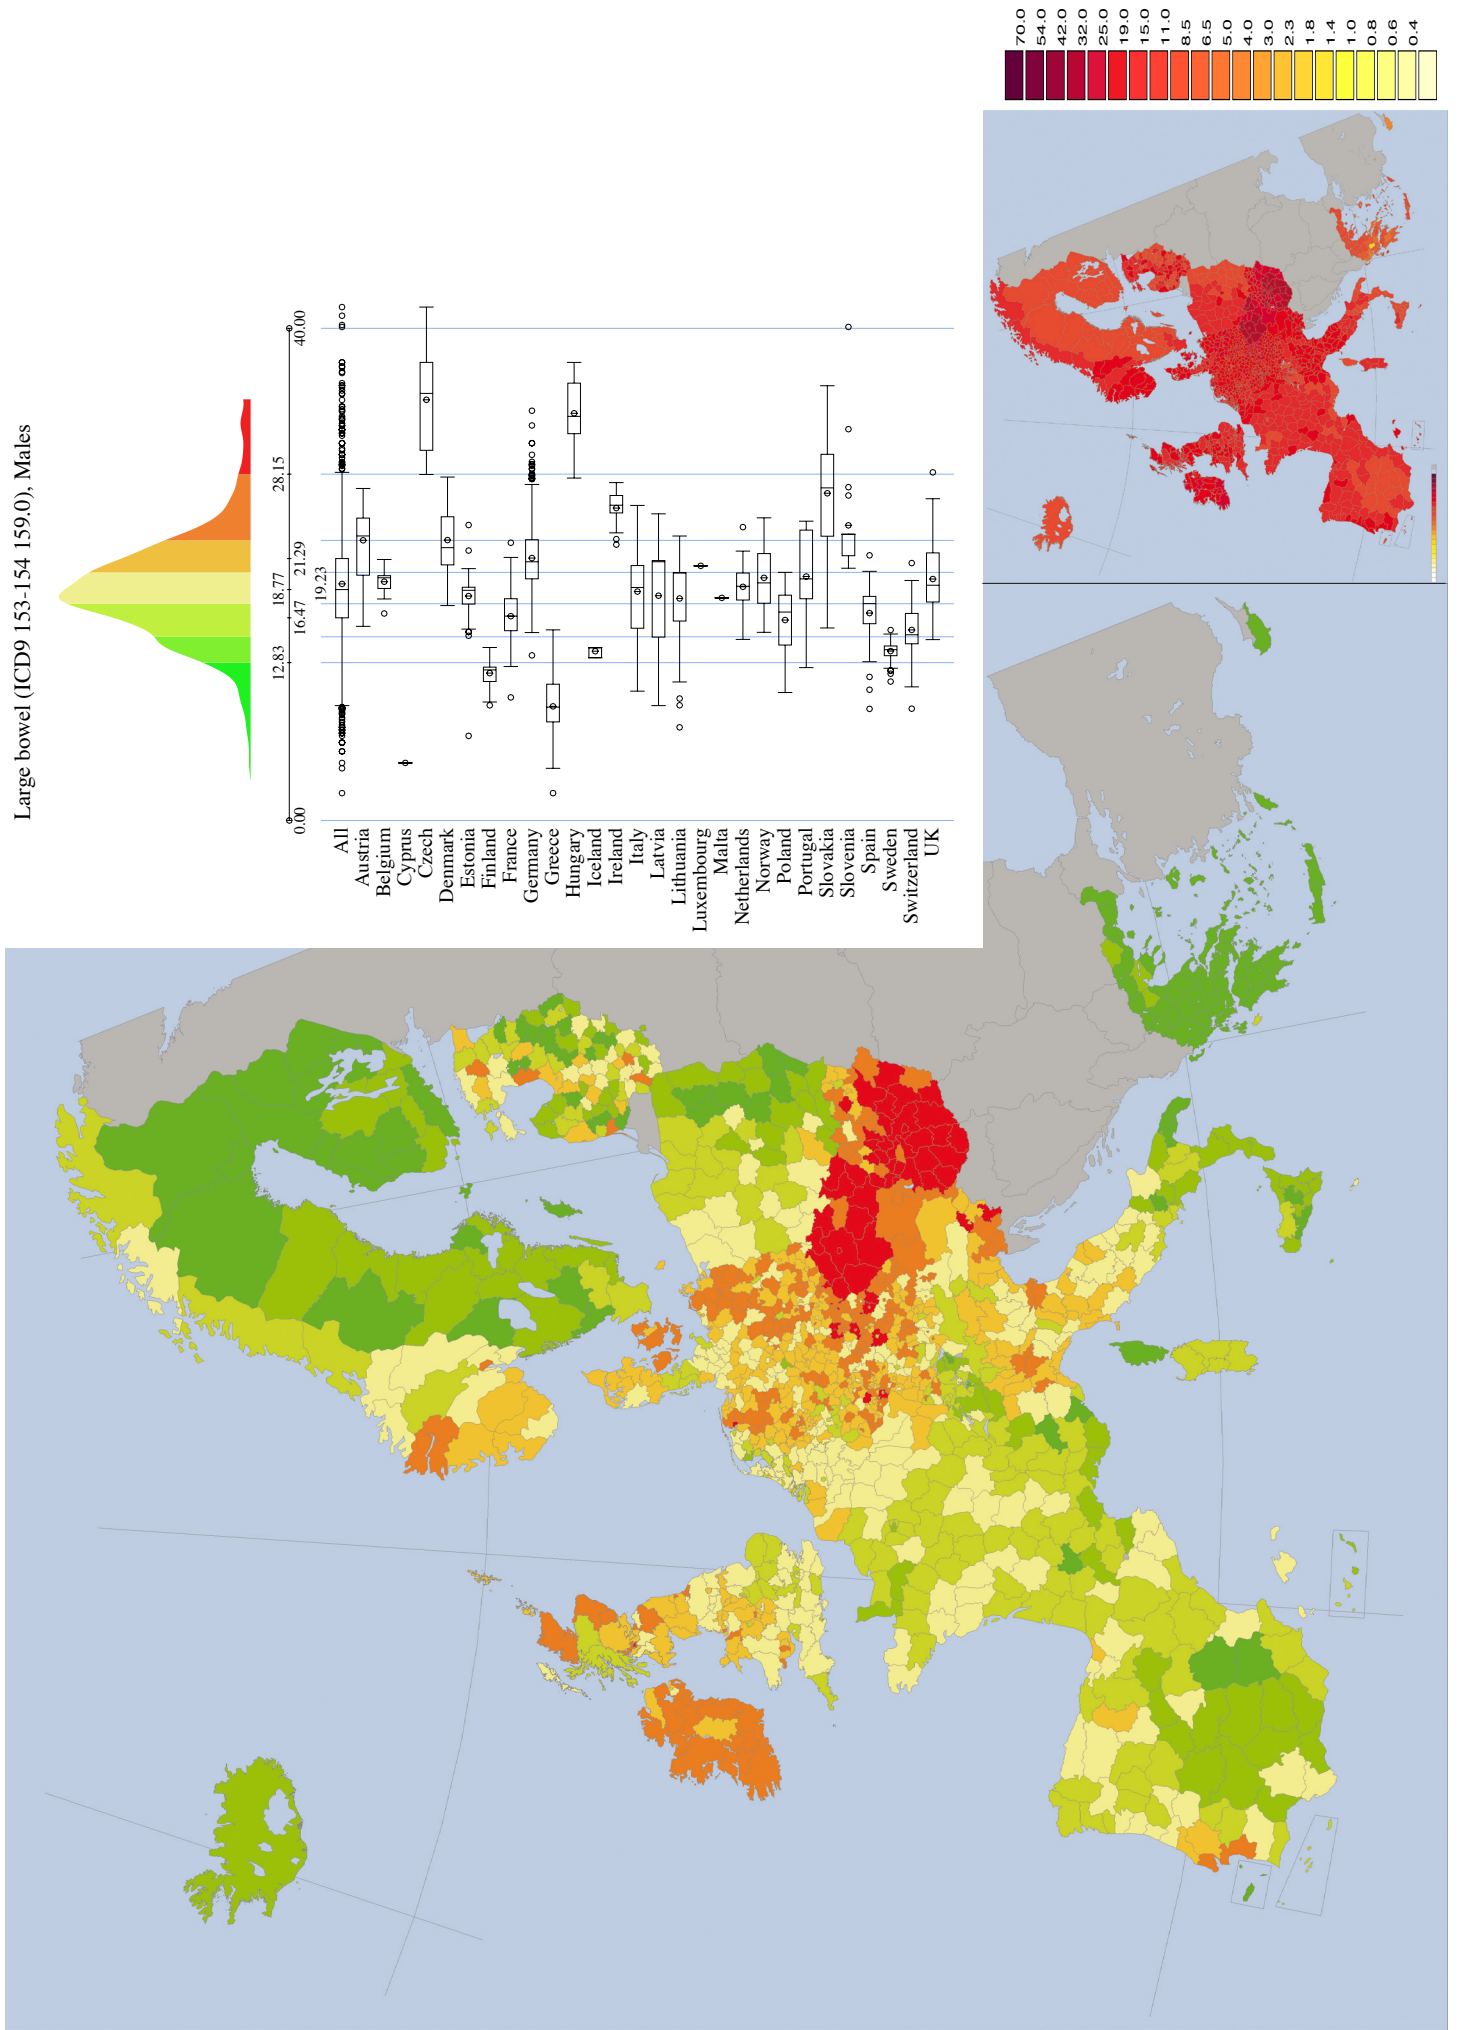 Large bowel (ICD9 153-154 159.0), Males
0.00
12.83
16.47
18.77
21.29
28.15
40.00
19.23
All
Austria
Belgium
Cyprus
Czech
Denmark
Estonia
Finland
France
Germany
Greece
Hungary
Iceland
Ireland
Italy
Latvia
Lithuania
Luxembourg
Malta
Netherlands
Norway
Poland
Portugal
Slovakia
Slovenia
Spain
Sweden
Switzerland
UK
70.0
54.0
42.0
32.0
25.0
19.0
15.0
11.0
8.5
6.5
5.0
4.0
3.0
2.3
1.8
1.4
1.0
0.8
0.6
0.4